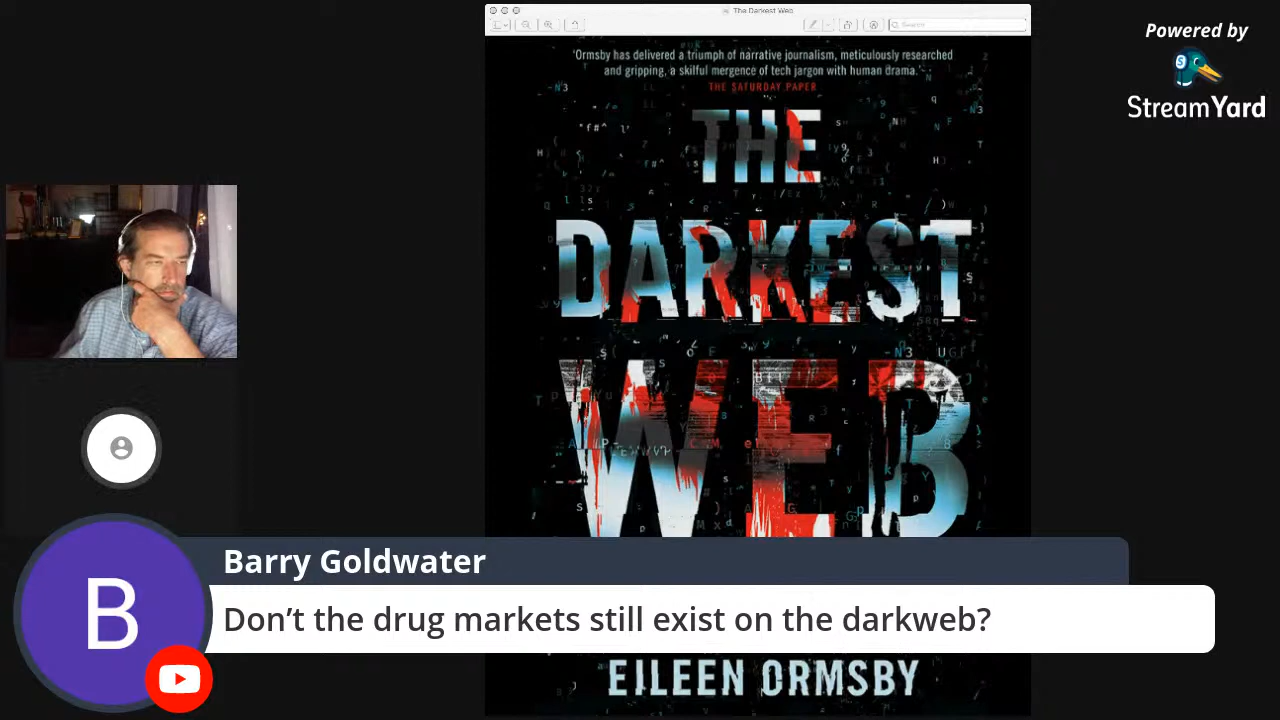 The Darkest Web
Search
Powered by
StreamYard
'Ormsby has delivered a triumph of narrative journalism, meticulously researched
and gripping, a skilful mergence of tech jargon with human drama.'
THE SATURDAY PAPER
THE
DARKEST
WEB
B
Barry Goldwater
Don't the drug markets still exist on the darkweb?
EILEEN ORMSBY